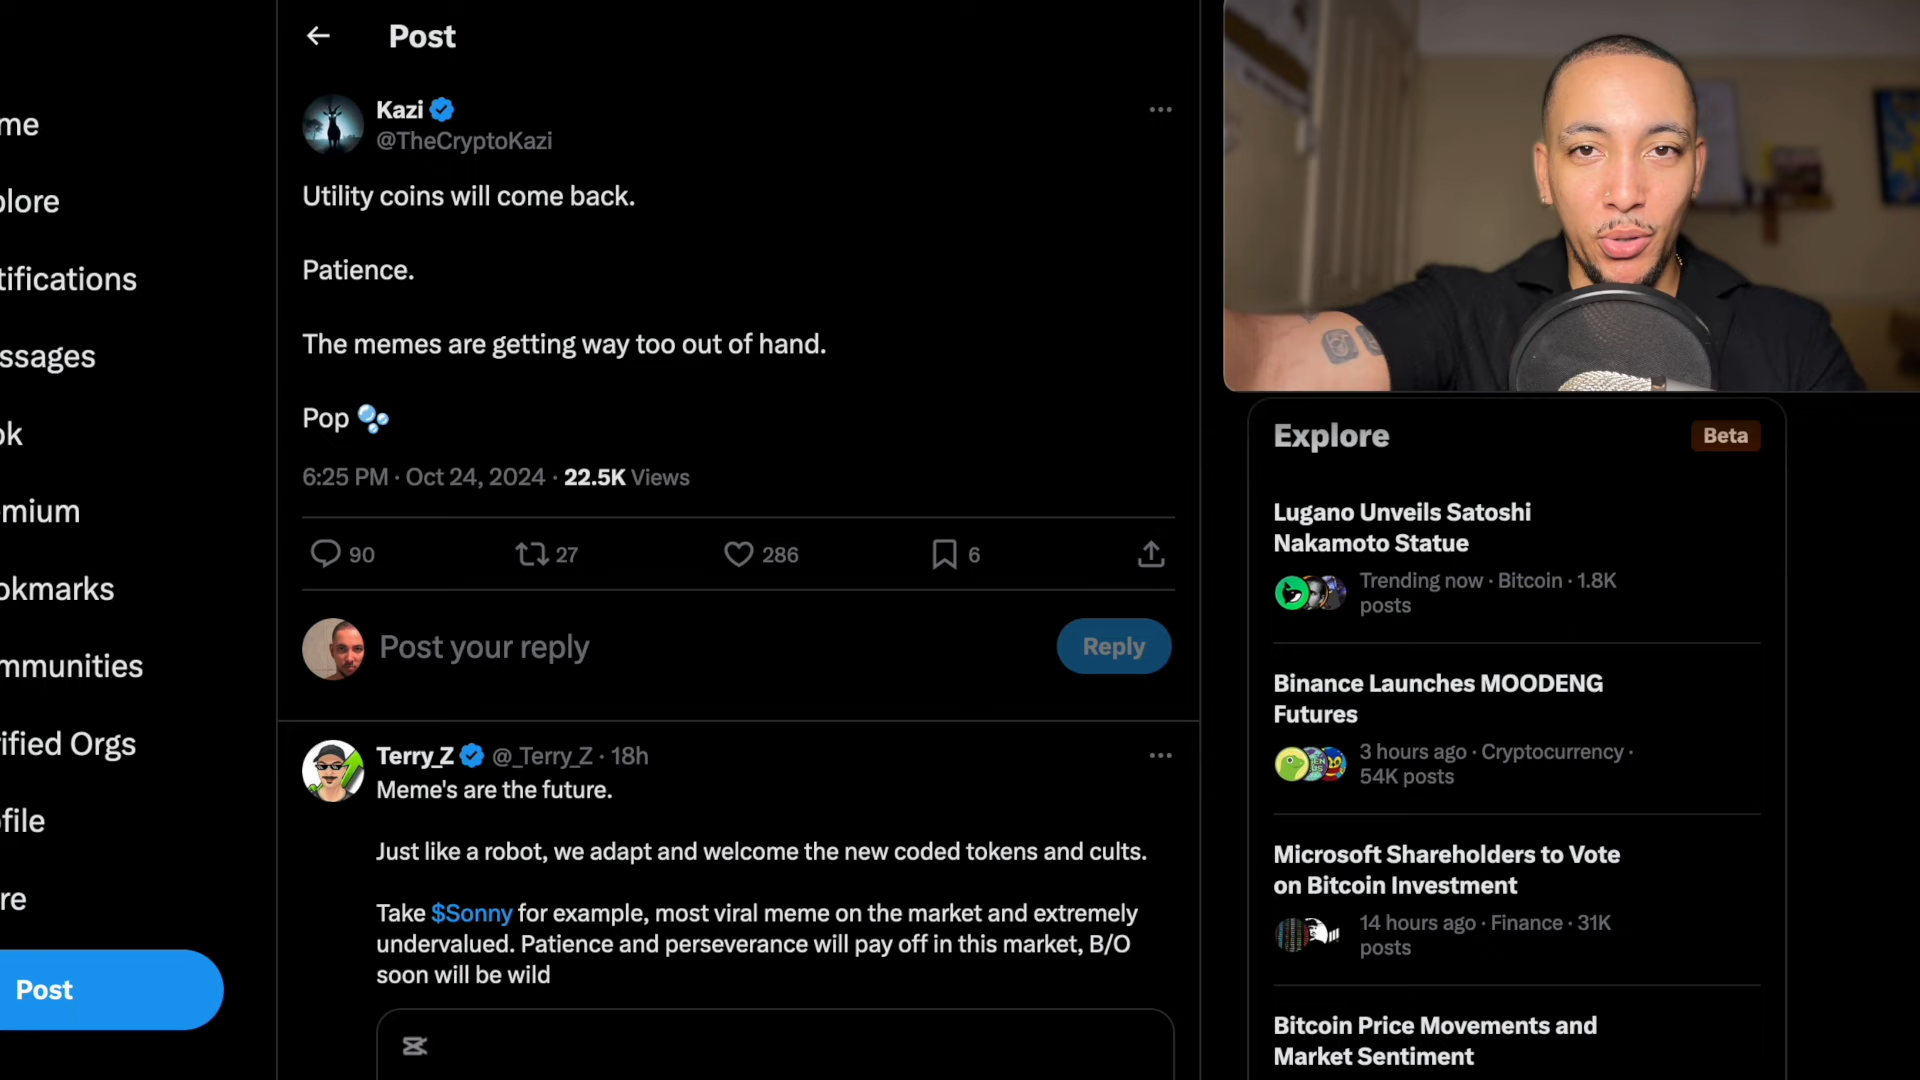 Post
Kazi
@TheCryptoKazi
Utility coins will come back.
Patience.
The memes are getting way too out of hand.
Pop
6:25 PM · Oct 24, 2024 · 22.5K Views
90
27
286
6
Post your reply
Reply
Terry_Z @_Terry_Z · 18h
Meme's are the future.
Just like a robot, we adapt and welcome the new coded tokens and cults.
Take $Sonny for example, most viral meme on the market and extremely
undervalued. Patience and perseverance will pay off in this market, B/O
soon will be wild
me
plore
tifications
ssages
ok
emium
okmarks
mmunities
ified Orgs
file
re
Post
Explore
Beta
Lugano Unveils Satoshi
Nakamoto Statue
Trending now · Bitcoin · 1.8K
posts
Binance Launches MOODENG
Futures
3 hours ago · Cryptocurrency ·
54K posts
Microsoft Shareholders to Vote
on Bitcoin Investment
14 hours ago · Finance · 31K
posts
Bitcoin Price Movements and
Market Sentiment